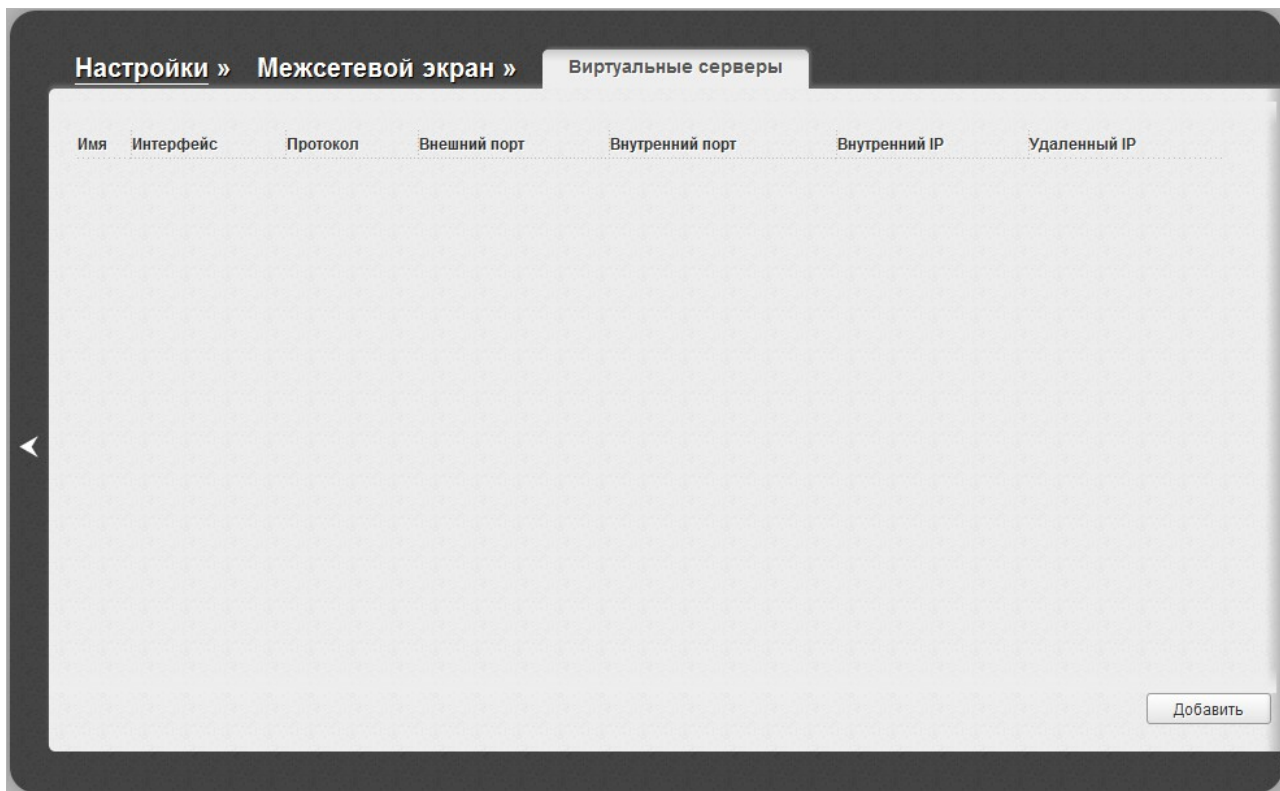 Настройки » Межсетевой экран » Виртуальные серверы
Имя Интерфейс Протокол Внешний порт Внутренний порт Внутренний IP Удаленный IP
Добавить